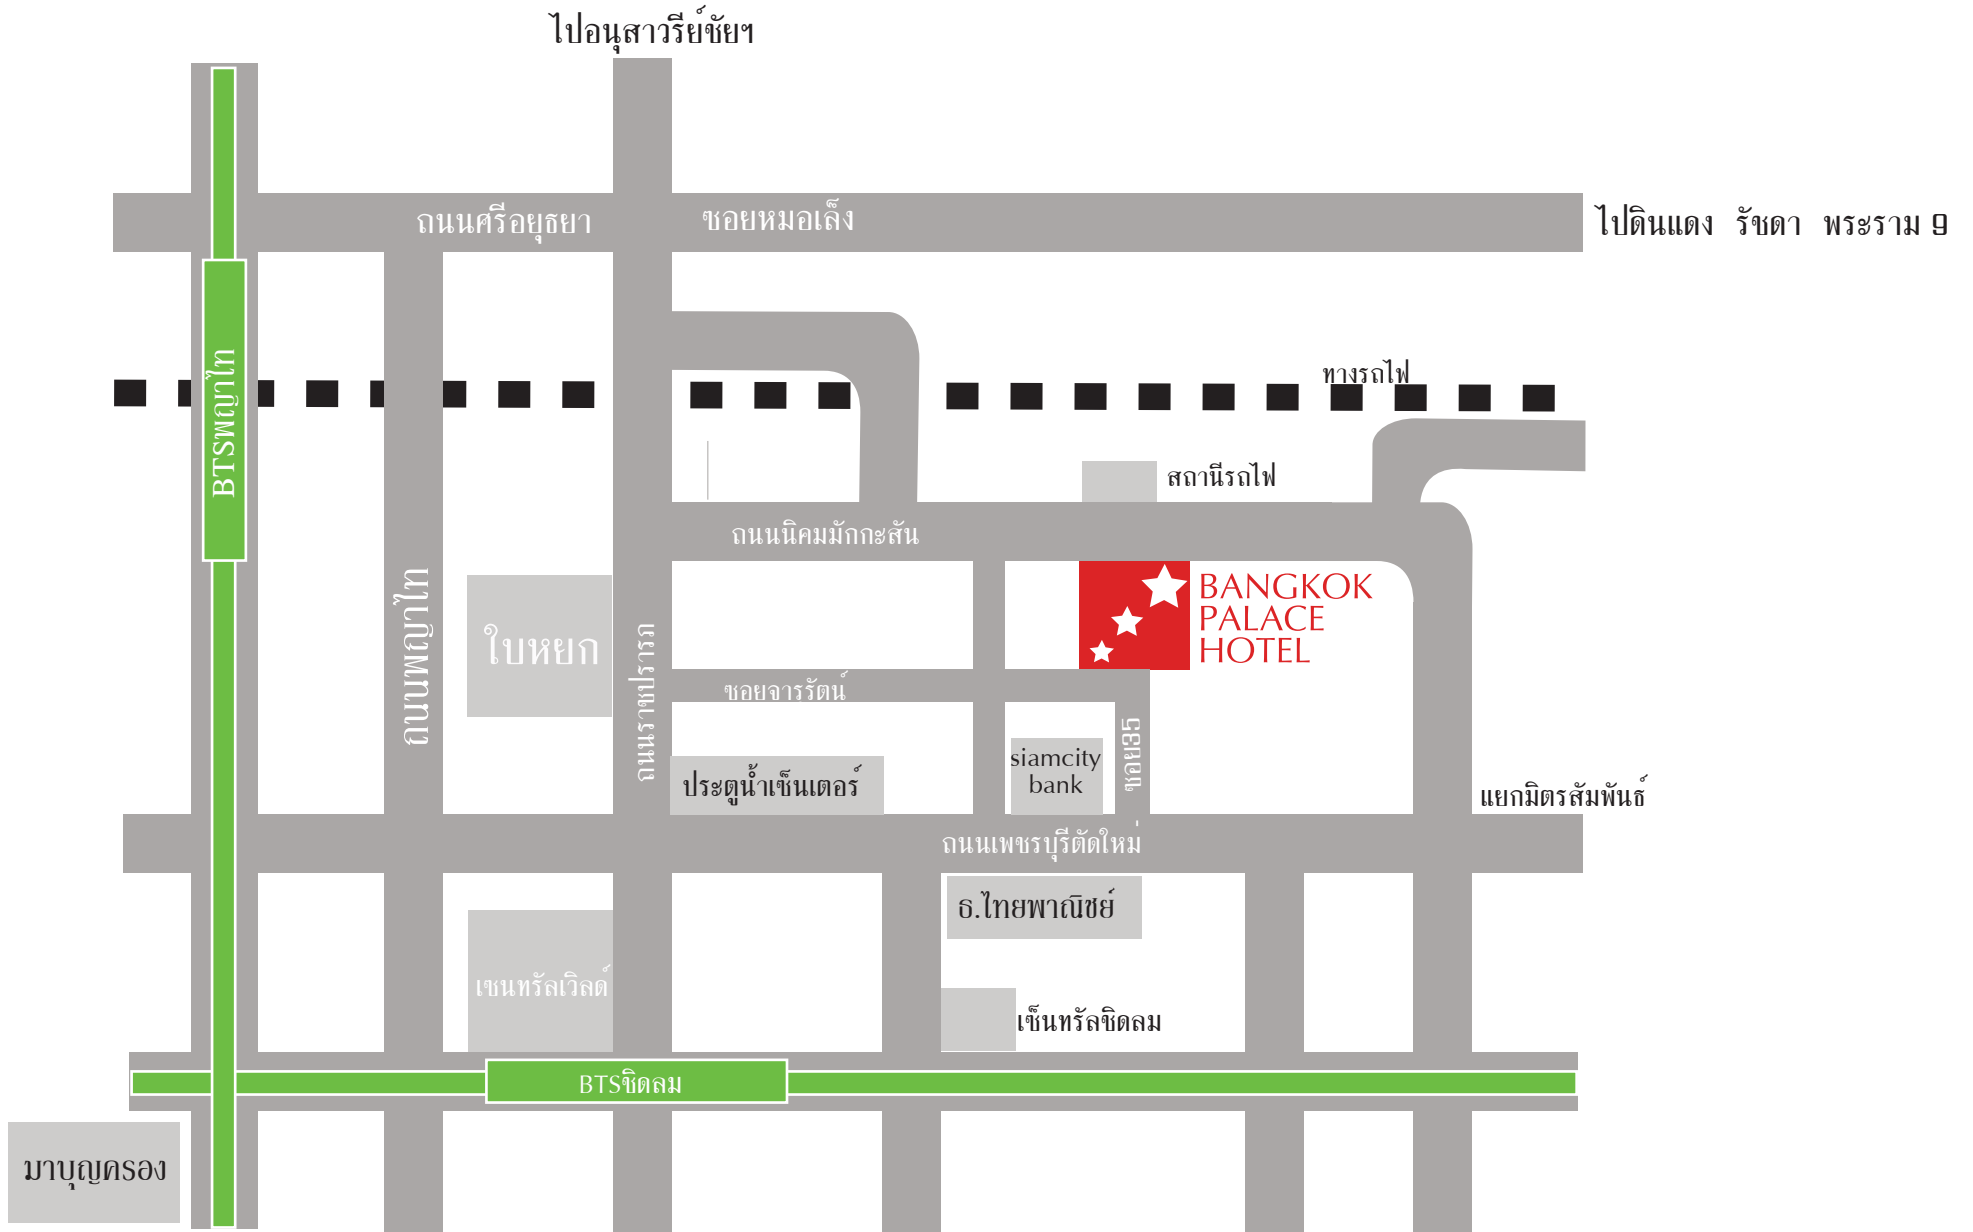 ไปอนุสาวรีย์ชัยฯ
ถนนศรีอยุธยา
ซอยหมอเล็ง
ไปดินแดง รัชดา พระราม 9
BTSพญาไท
ทางรถไฟ
สถานีรถไฟ
ถนนนิคมมักกะสัน
ถนนพญาไท
ใบหยก
ถนนราชปรารภ
BANGKOK
PALACE
HOTEL
ซอยจารุรัตน์
ซอย35
siamcity
bank
ประตูน้ำเซ็นเตอร์
แยกมิตรสัมพันธ์
ถนนเพชรบุรีตัดใหม่
ธ.ไทยพาณิชย์
เซนทรัลเวิลด์
เซ็นทรัลชิดลม
BTSชิดลม
มาบุญครอง